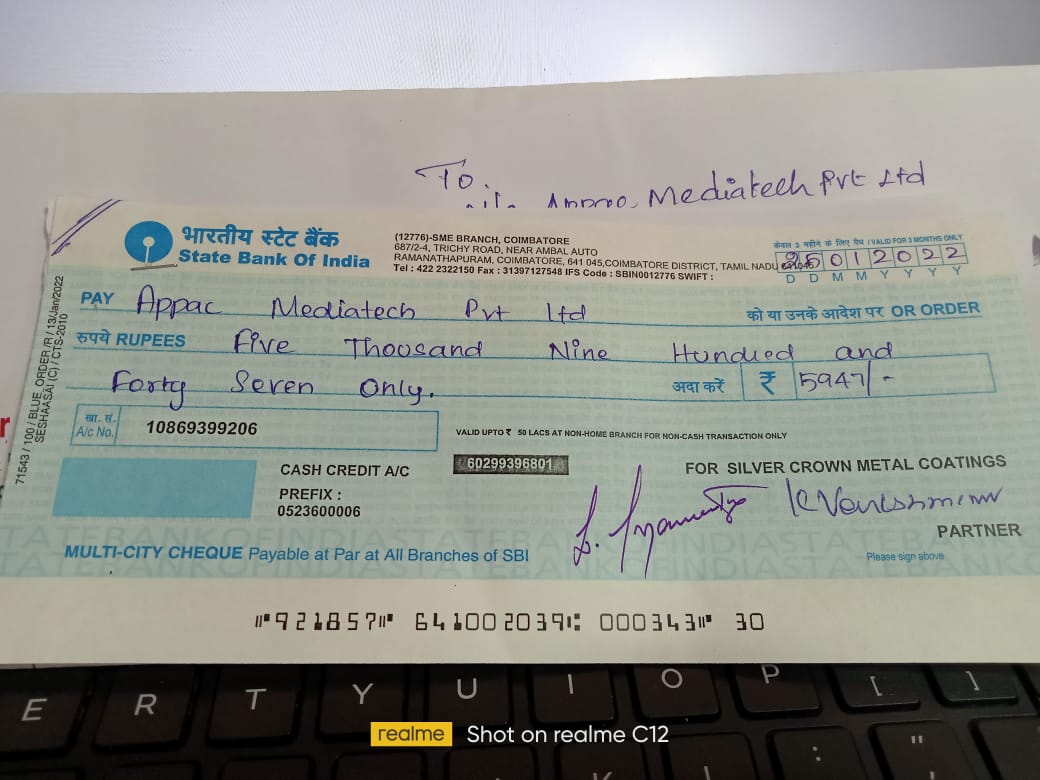 To.
Mediatech Pvt Ltd
भारतीय स्टेट बैंक
State Bank Of India
(12776)-SME BRANCH, COIMBATORE
687/2-4, TRICHY ROAD, NEAR AMBAL AUTO
RAMANATHAPURAM, COIMBATORE, 641 045,COIMBATORE DISTRICT, TAMIL NADU
Tel : 422 2322150 Fax : 31397127548 IFS Code : SBIN0012776 SWIFT :
केवल 3 महीने के लिए वैध / VALID FOR 3 MONTHS ONLY
25012022
D D M M Y Y Y Y
PAY Appac Mediatech Pvt Ltd को या उनके आदेश पर OR ORDER
रुपये RUPEES Five Thousand Nine Hundred and
Forty Seven Only. अदा करें ₹ 5947/-
खा. सं.
A/c No. 10869399206
VALID UPTO ₹ 50 LACS AT NON-HOME BRANCH FOR NON-CASH TRANSACTION ONLY
CASH CREDIT A/C
60299396801
FOR SILVER CROWN METAL COATINGS
PREFIX :
0523600006
PARTNER
MULTI-CITY CHEQUE Payable at Par at All Branches of SBI
Please sign above
71543 / 100 / BLUE_ORDER /R / 13/Jan/2022
SESHAASAI (C) / CTS-2010
⑈921857⑈ 641002039⑆ 000343⑈ 30
E R T Y U I O P [ ]
realme Shot on realme C12